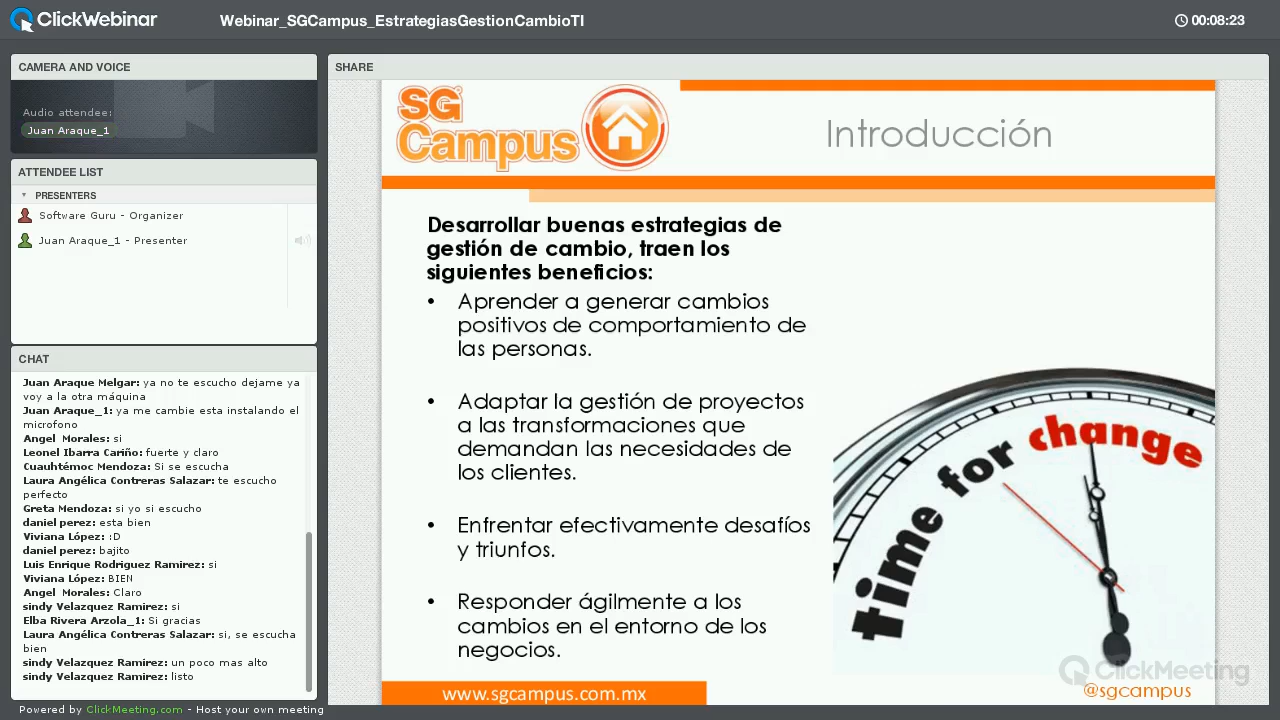 ClickWebinar
Webinar_SGCampus_EstrategiasGestionCambioTI
00:08:23
CAMERA AND VOICE
Audio attendee:
Juan Araque_1
ATTENDEE LIST
PRESENTERS
Software Guru - Organizer
Juan Araque_1 - Presenter
CHAT
Juan Araque Melgar: ya no te escucho dejame ya
voy a la otra máquina
Juan Araque_1: ya me cambie esta instalando el
microfono
Angel Morales: si
Leonel Ibarra Cariño: fuerte y claro
Cuauhtémoc Mendoza: Si se escucha
Laura Angélica Contreras Salazar: te escucho
perfecto
Greta Mendoza: si yo si escucho
daniel perez: esta bien
Viviana López: :D
daniel perez: bajito
Luis Enrique Rodriguez Ramirez: si
Viviana López: BIEN
Angel Morales: Claro
sindy Velazquez Ramirez: si
Elba Rivera Arzola_1: Si gracias
Laura Angélica Contreras Salazar: si, se escucha
bien
sindy Velazquez Ramirez: un poco mas alto
sindy Velazquez Ramirez: listo
Powered by ClickMeeting.com - Host your own meeting
SHARE
SG
Campus
Introducción
Desarrollar buenas estrategias de
gestión de cambio, traen los
siguientes beneficios:
• Aprender a generar cambios
positivos de comportamiento de
las personas.
• Adaptar la gestión de proyectos
a las transformaciones que
demandan las necesidades de
los clientes.
• Enfrentar efectivamente desafíos
y triunfos.
• Responder ágilmente a los
cambios en el entorno de los
negocios.
time for change
ClickMeeting
www.sgcampus.com.mx
@sgcampus